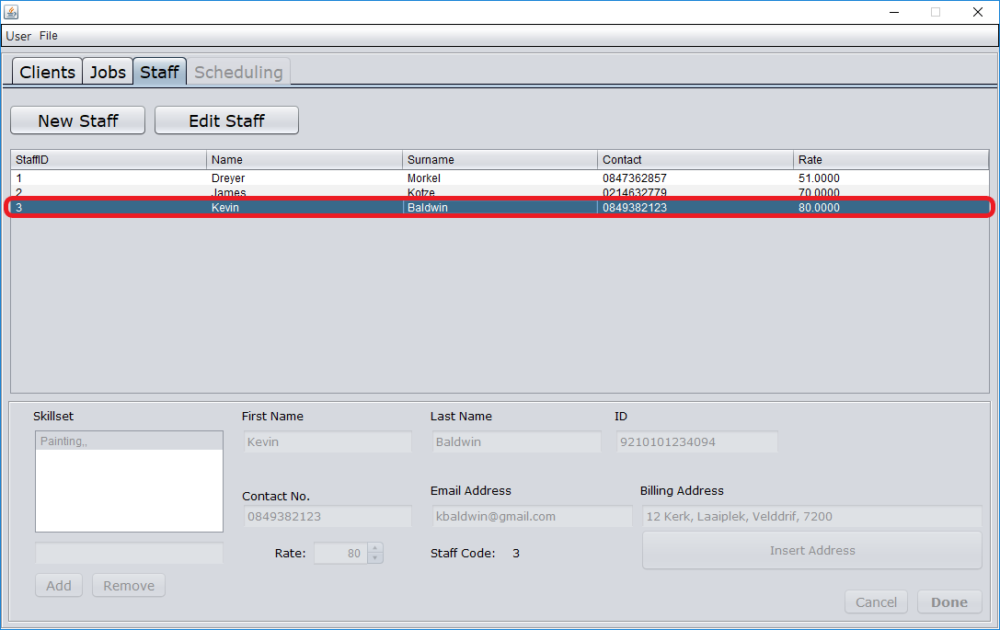 User File
Clients Jobs Staff Scheduling
New Staff Edit Staff
StaffID Name Surname Contact Rate
1 Dreyer Morkel 0847362857 51.0000
2 James Kotze 0214632779 70.0000
3 Kevin Baldwin 0849382123 80.0000
Skillset First Name Last Name ID
Painting,, Kevin Baldwin 9210101234094
Contact No. Email Address Billing Address
0849382123 kbaldwin@gmail.com 12 Kerk, Laaiplek, Velddrif, 7200
Rate: 80 Staff Code: 3 Insert Address
Add Remove
Cancel Done